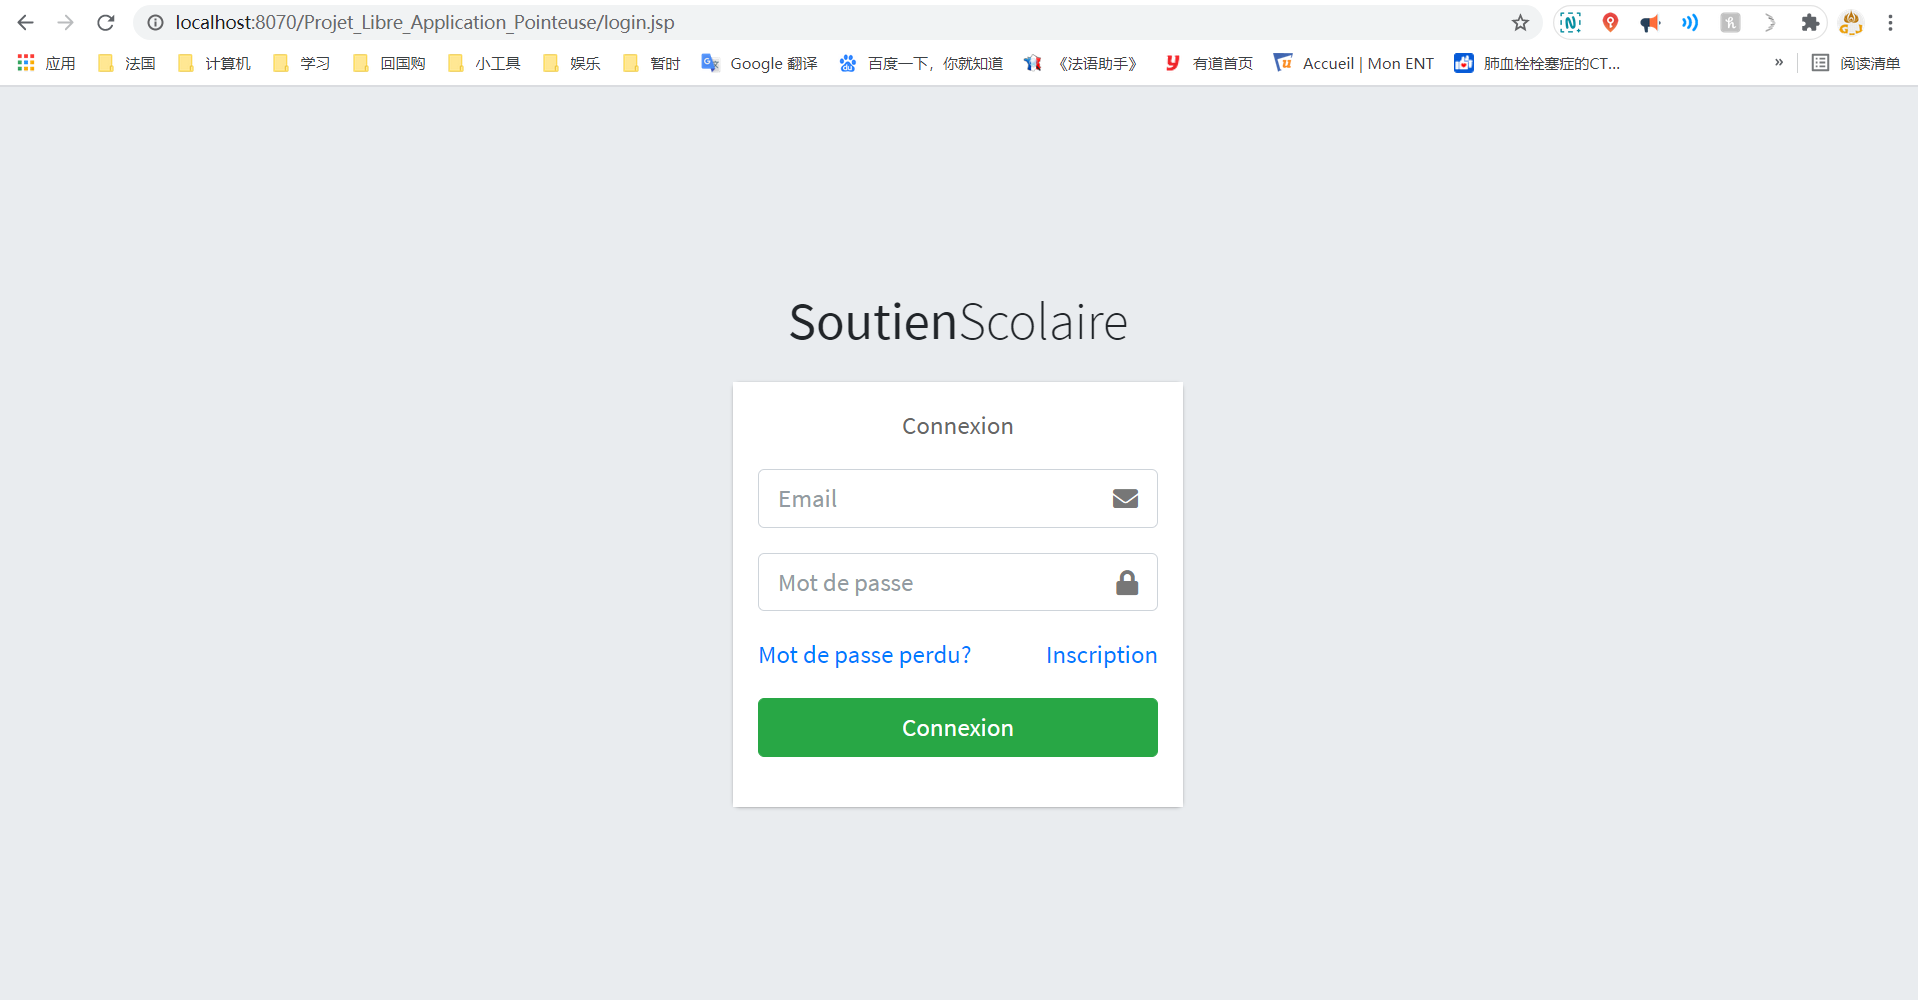 localhost:8070/Projet_Libre_Application_Pointeuse/login.jsp
应用 法国 计算机 学习 回国购 小工具 娱乐 暂时 Google 翻译 百度一下，你就知道 《法语助手》 有道首页 Accueil | Mon ENT 肺血栓栓塞症的CT... » 阅读清单
SoutienScolaire
Connexion
Email
Mot de passe
Mot de passe perdu? Inscription
Connexion